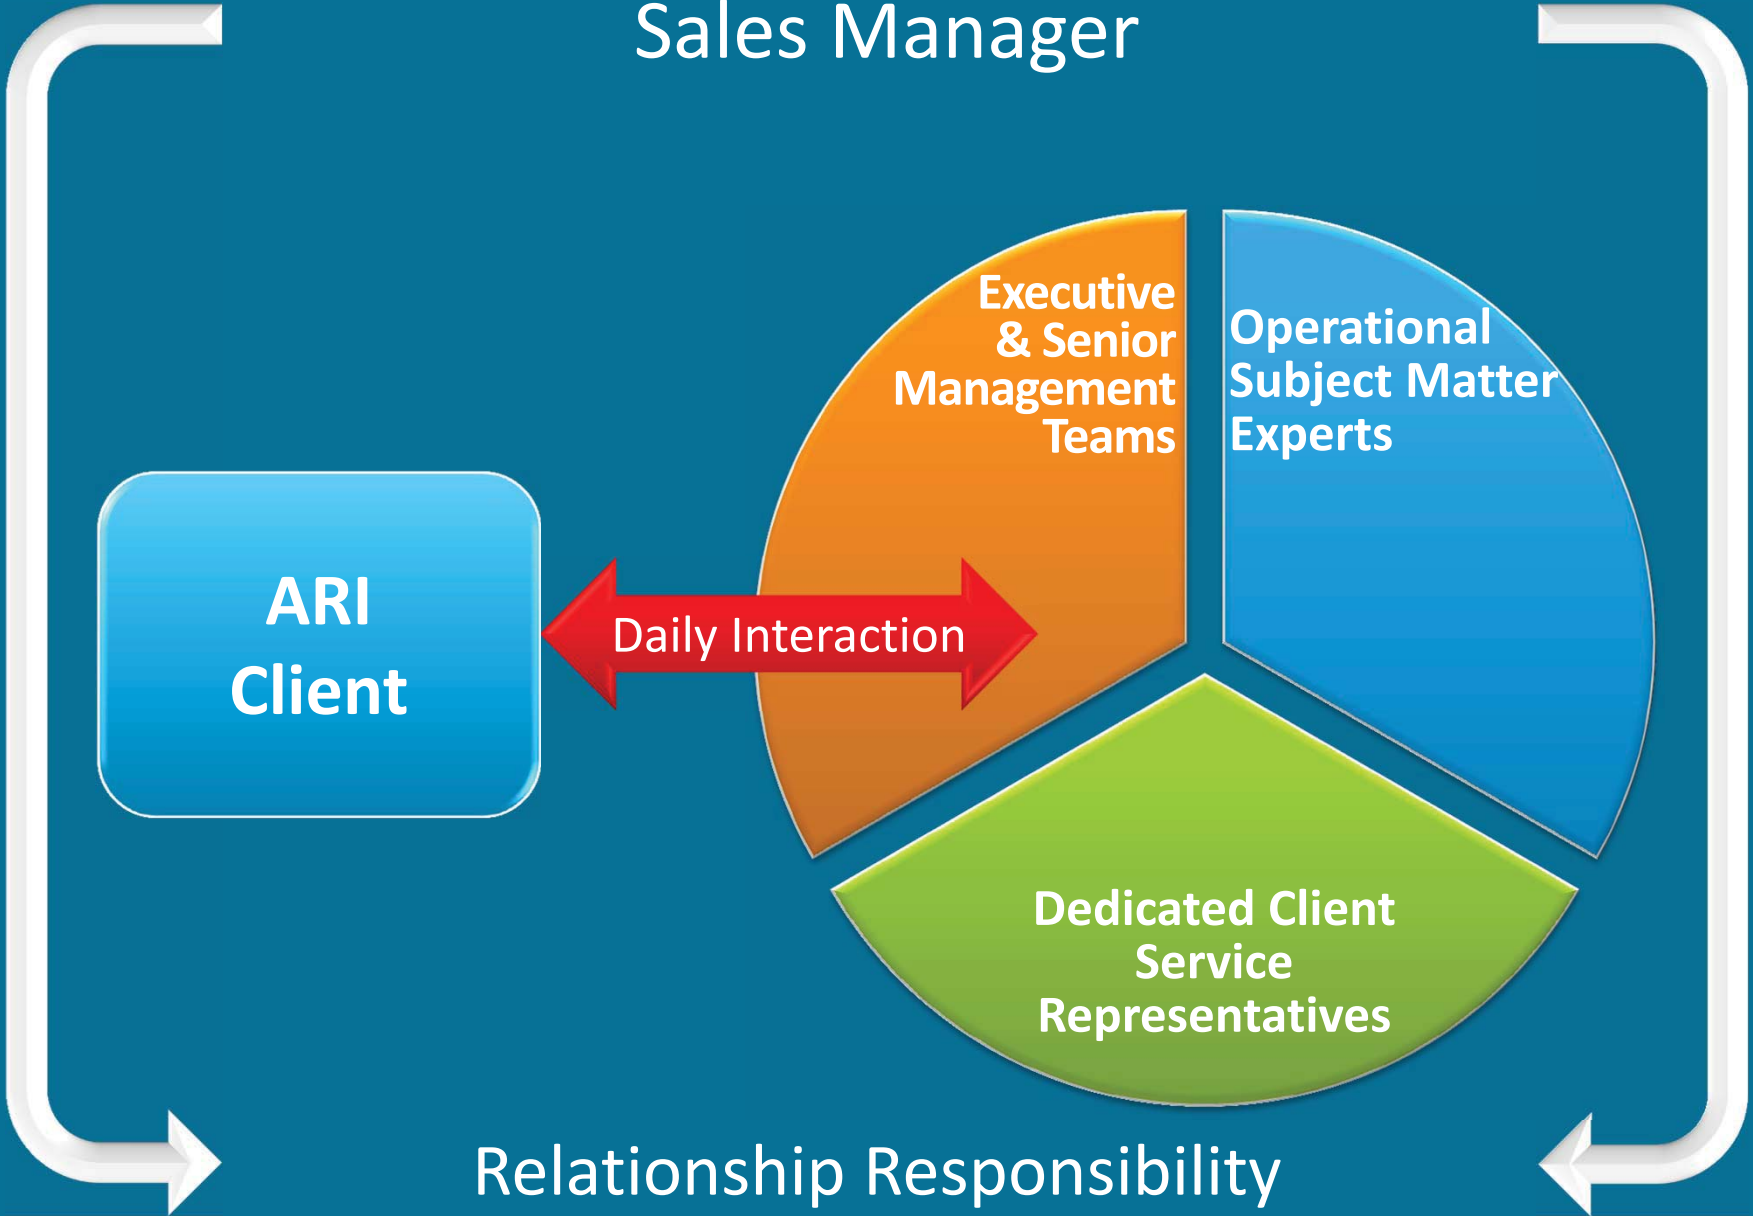 Sales Manager
Executive
& Senior
Management
Teams
Operational
Subject Matter
Experts
ARI
Client
Daily Interaction
Dedicated Client
Service
Representatives
Relationship Responsibility